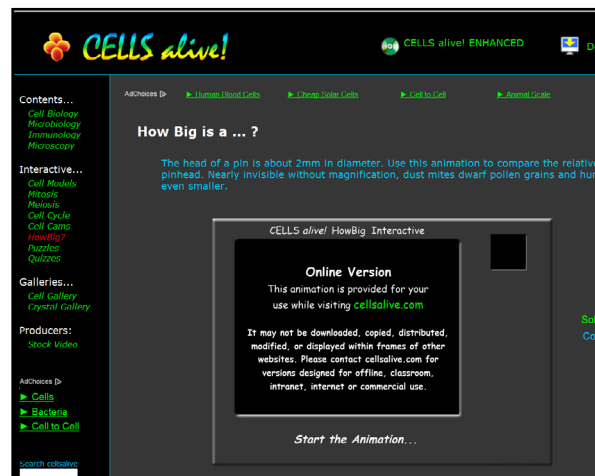 CELLS alive!
CELLS alive! ENHANCED
Contents...
Cell Biology
Microbiology
Immunology
Microscopy
Interactive...
Cell Models
Mitosis
Meiosis
Cell Cycle
Cell Cams
HowBig?
Puzzles
Quizzes
Galleries...
Cell Gallery
Crystal Gallery
Producers:
Stock Video
AdChoices
► Cells
► Bacteria
► Cell to Cell
Search cellsalive
AdChoices ► Human Blood Cells ► Cheap Solar Cells ► Cell to Cell ► Animal Scale
How Big is a ... ?
The head of a pin is about 2mm in diameter. Use this animation to compare the relative
pinhead. Nearly invisible without magnification, dust mites dwarf pollen grains and
even smaller.
CELLS alive! HowBig Interactive
Online Version
This animation is provided for your
use while visiting cellsalive.com
It may not be downloaded, copied, distributed,
modified, or displayed within frames of other
websites. Please contact cellsalive.com for
versions designed for offline, classroom,
intranet, internet or commercial use.
Start the Animation...